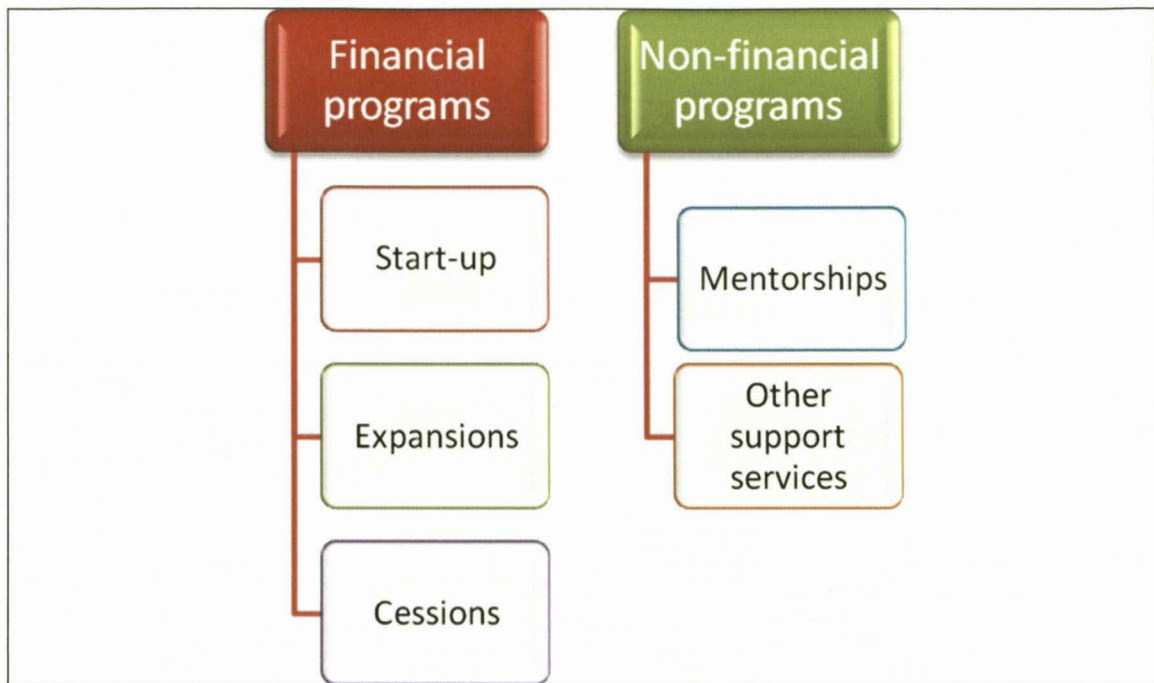 Financial
programs
Start-up
Expansions
Cessions
Non-financial
programs
Mentorships
Other
support
services